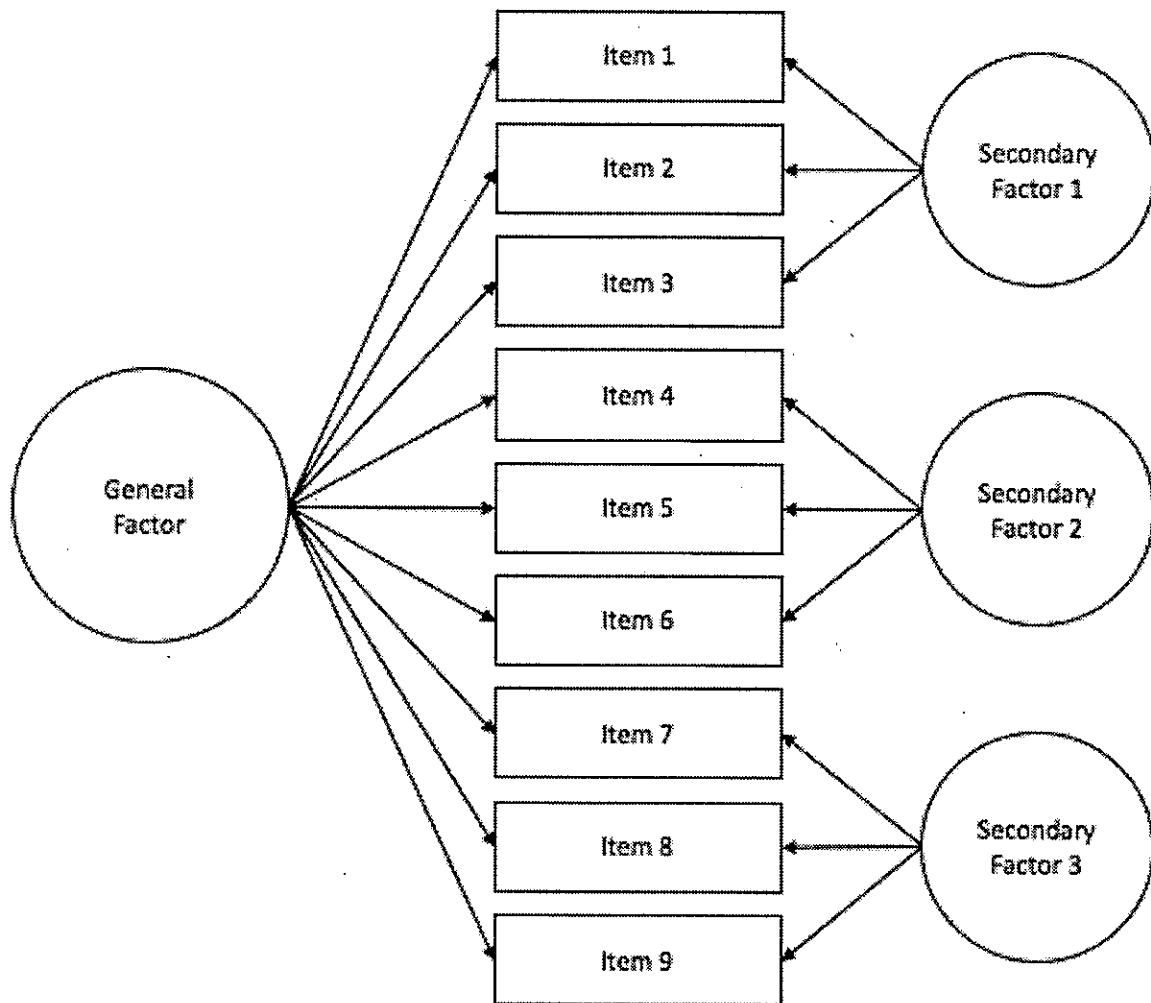 Item 1
Item 2
Item 3
Item 4
Item 5
Item 6
Item 7
Item 8
Item 9
General
Factor
Secondary
Factor 1
Secondary
Factor 2
Secondary
Factor 3